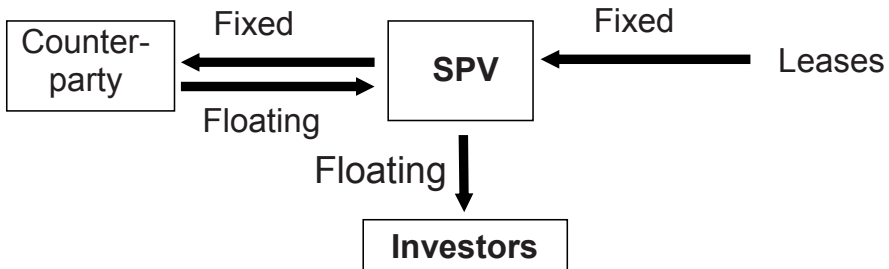 Counter-
party
Fixed
Floating
SPV
Fixed
Leases
Floating
Investors